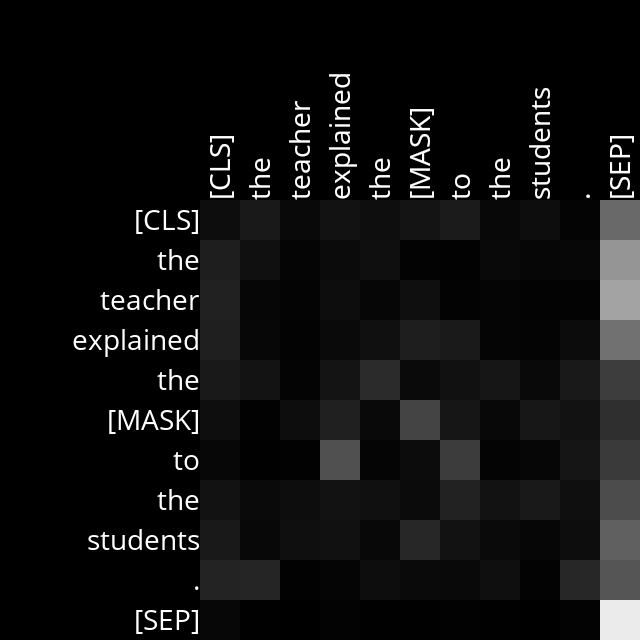 [CLS] the teacher explained the [MASK] to the students . [SEP]
[CLS]
the
teacher
explained
the
[MASK]
to
the
students
.
[SEP]